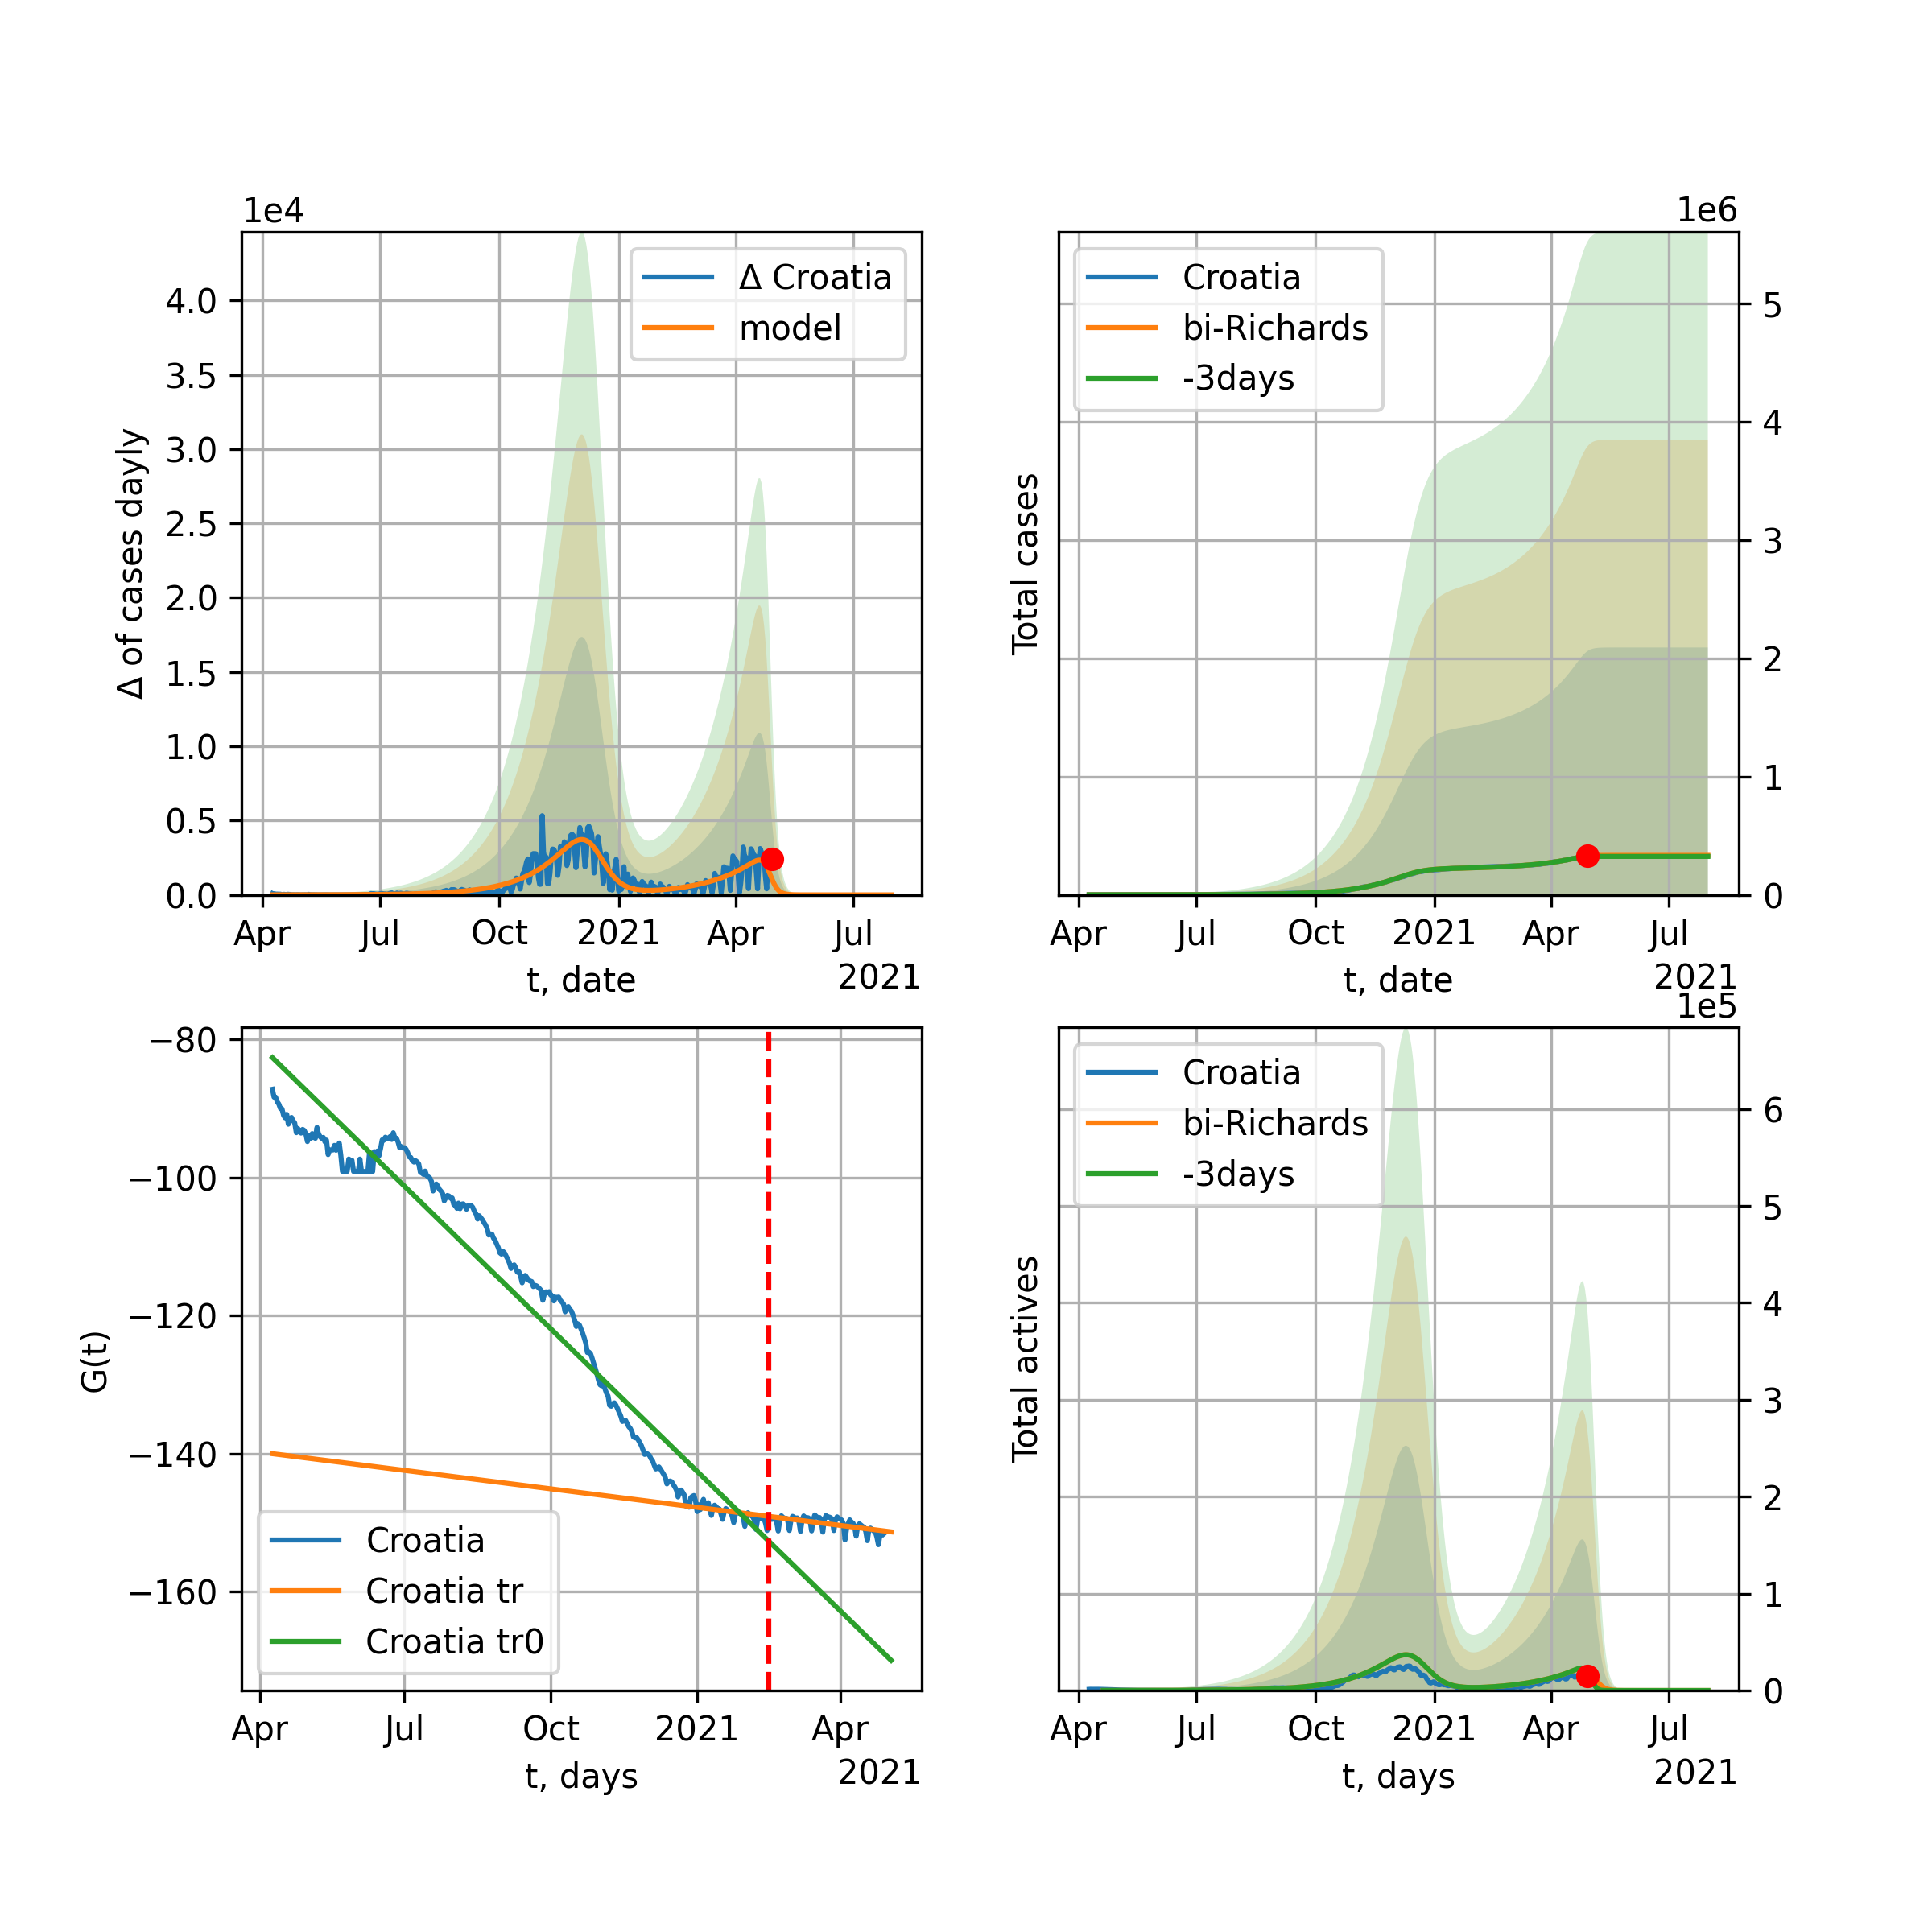 1e4
Δ of cases dayly
4.0
3.5
3.0
2.5
2.0
1.5
1.0
0.5
0.0
Δ Croatia
model
Apr Jul Oct 2021 Apr Jul
t, date
2021
1e6
Total cases
Croatia
bi-Richards
-3days
5
4
3
2
1
0
Apr Jul Oct 2021 Apr Jul
t, date
2021
G(t)
−80
−100
−120
−140
−160
Croatia
Croatia tr
Croatia tr0
Apr Jul Oct 2021 Apr
t, days
2021
1e5
Total actives
Croatia
bi-Richards
-3days
6
5
4
3
2
1
0
Apr Jul Oct 2021 Apr Jul
t, days
2021